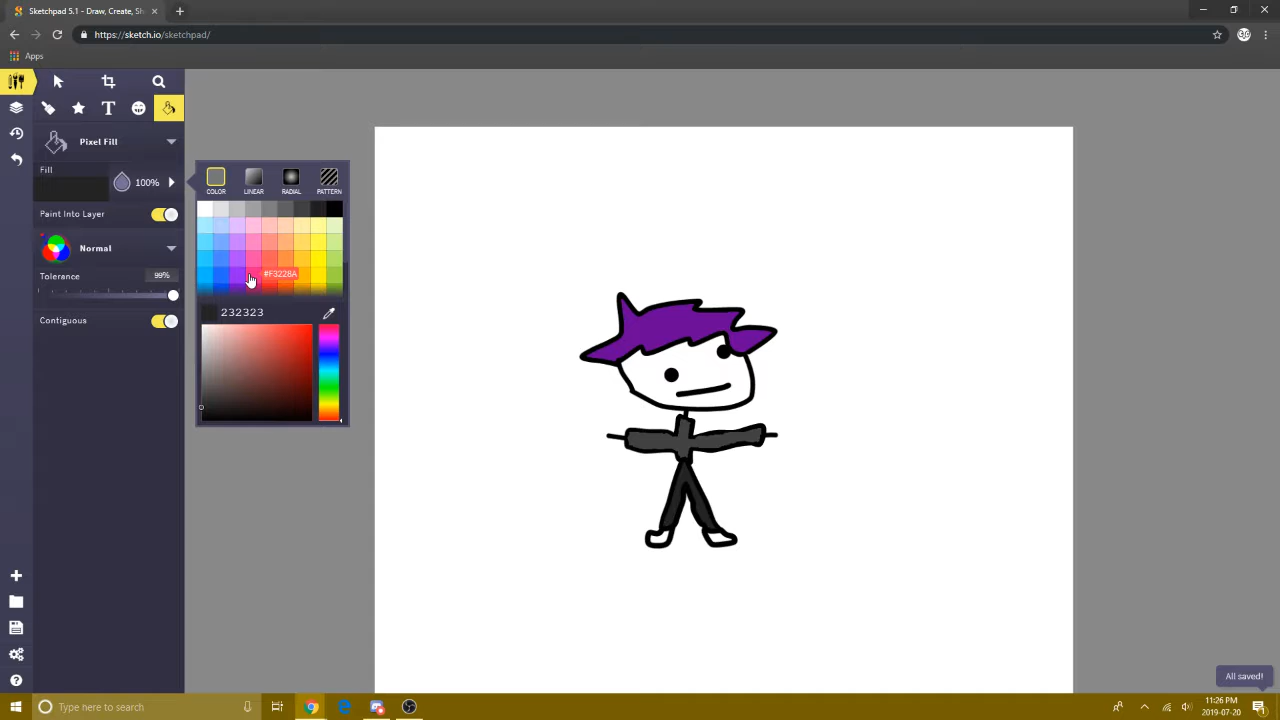 Sketchpad 5.1 - Draw, Create, Sh
https://sketch.io/sketchpad/
Apps
Pixel Fill
Fill
100%
COLOR
LINEAR
RADIAL
PATTERN
Paint Into Layer
Normal
#F3228A
Tolerance
99%
232323
Contiguous
All saved!
Type here to search
11:26 PM
2019-07-20